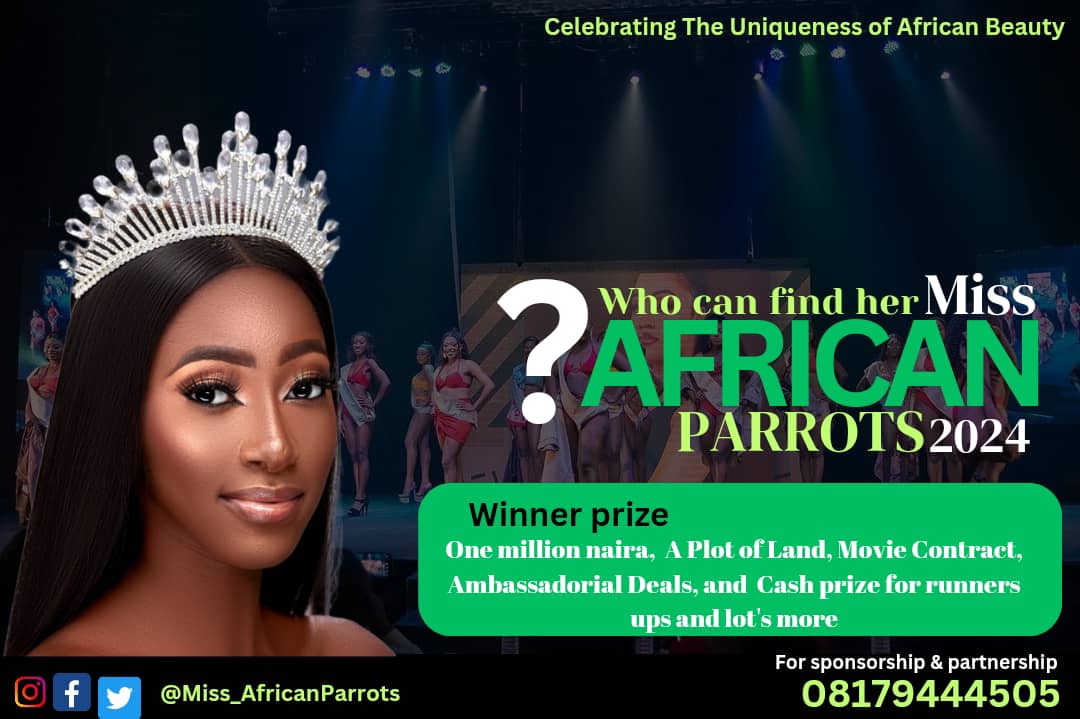 Celebrating The Uniqueness of African Beauty
? Who can find her Miss
AFRICAN
PARROTS 2024
Winner prize
One million naira, A Plot of Land, Movie Contract,
Ambassadorial Deals, and Cash prize for runners
ups and lot's more
For sponsorship & partnership
@Miss_AfricanParrots
08179444505